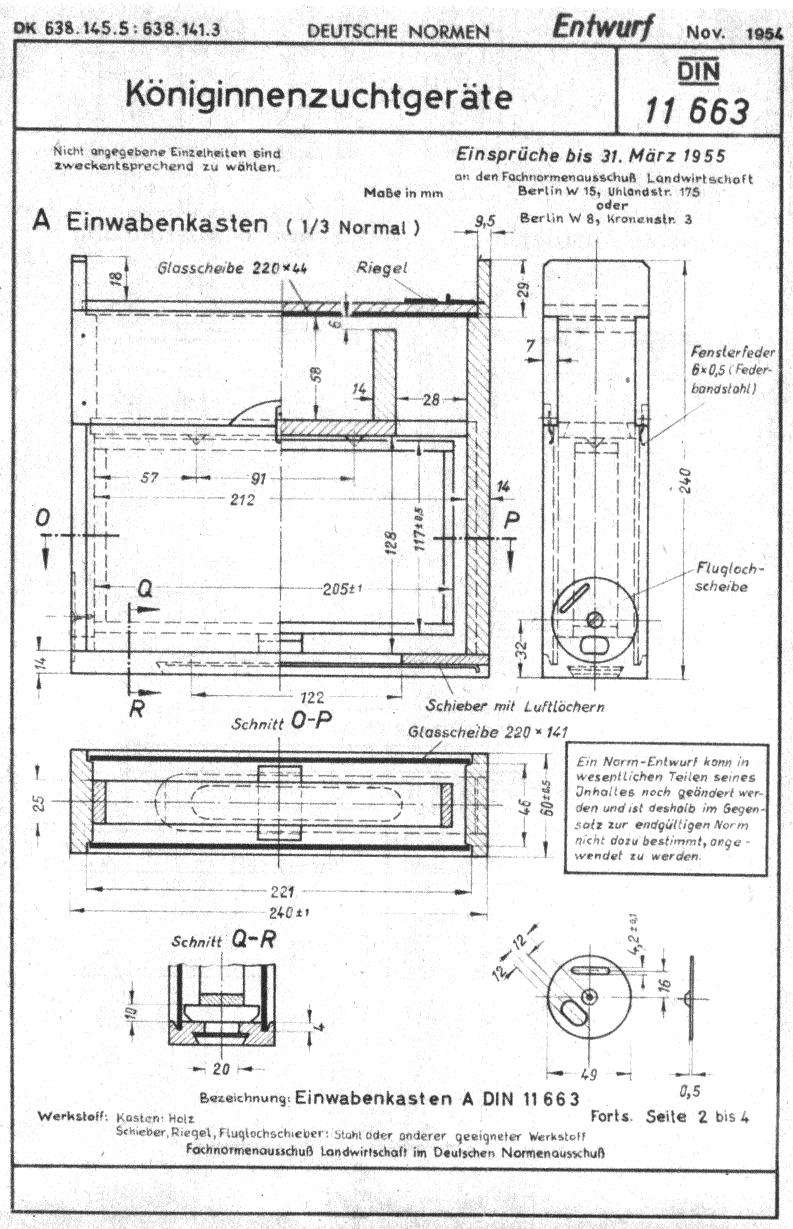 DK 638.145.5 : 638.141.3 DEUTSCHE NORMEN Entwurf Nov. 1954
Königinnenzuchtgeräte
DIN
11 663
Nicht angegebene Einzelheiten sind
zweckentsprechend zu wählen.
Einsprüche bis 31. März 1955
an den Fachnormenausschuß Landwirtschaft
Berlin W 15, Uhlandstr. 175
oder
Berlin W 8, Kronenstr. 3
Maße in mm
A Einwabenkasten ( 1/3 Normal )
9,5
18
Glasscheibe 220×44
Riegel
29
6
58
14
28
7
Fensterfeder
6×0,5 (Feder-
bandstahl)
57
91
212
14
240
O
P
128
117±0,5
205±1
Q
Flugloch-
scheibe
14
32
R
122
Schieber mit Luftlöchern
Schnitt O-P
Glasscheibe 220 × 141
25
46
60±0,5
Ein Norm-Entwurf kann in
wesentlichen Teilen seines
Jnhaltes noch geändert wer-
den und ist deshalb im Gegen-
satz zur endgültigen Norm
nicht dazu bestimmt, ange-
wendet zu werden.
221
240±1
Schnitt Q-R
10
4
20
12
12
4,2±0,1
16
49
0,5
Bezeichnung: Einwabenkasten A DIN 11 663
Werkstoff: Kasten: Holz
Forts. Seite 2 bis 4
Schieber, Riegel, Fluglochschieber: Stahl oder anderer geeigneter Werkstoff
Fachnormenausschuß Landwirtschaft im Deutschen Normenausschuß